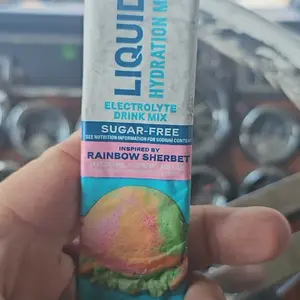 LIQUID
HYDRATION M
ELECTROLYTE
DRINK MIX
SUGAR-FREE
SEE NUTRITION INFORMATION FOR SODIUM CONTENT
INSPIRED BY
RAINBOW SHERBET